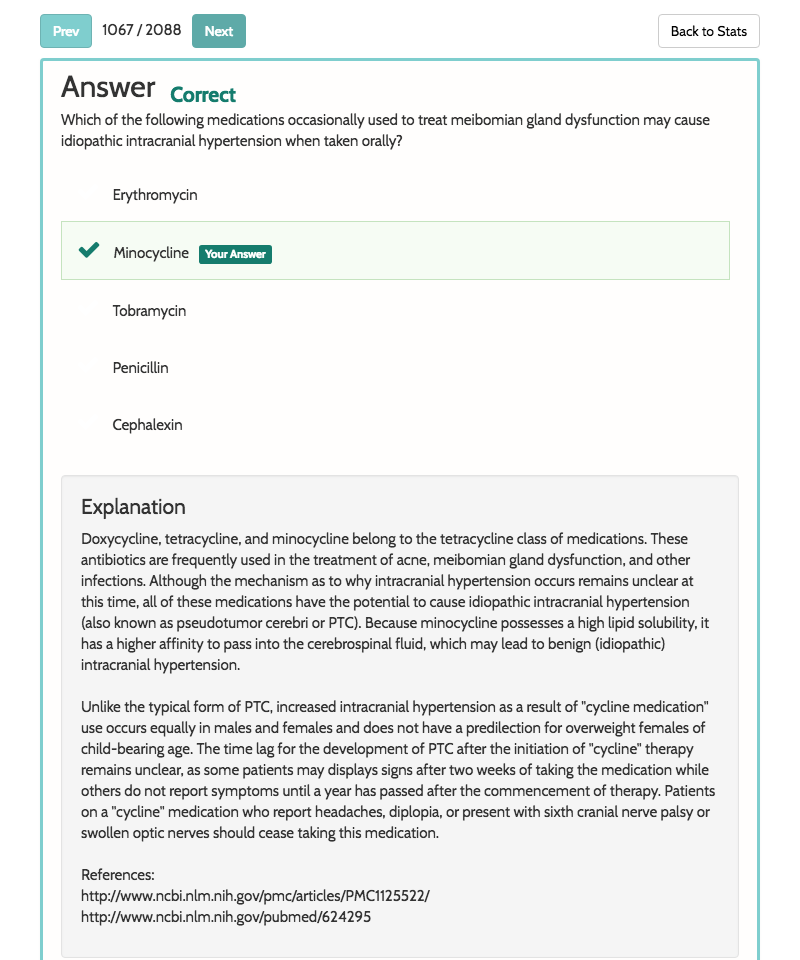 Prev 1067 / 2088 Next Back to Stats
Answer Correct
Which of the following medications occasionally used to treat meibomian gland dysfunction may cause
idiopathic intracranial hypertension when taken orally?
Erythromycin
Minocycline Your Answer
Tobramycin
Penicillin
Cephalexin
Explanation
Doxycycline, tetracycline, and minocycline belong to the tetracycline class of medications. These
antibiotics are frequently used in the treatment of acne, meibomian gland dysfunction, and other
infections. Although the mechanism as to why intracranial hypertension occurs remains unclear at
this time, all of these medications have the potential to cause idiopathic intracranial hypertension
(also known as pseudotumor cerebri or PTC). Because minocycline possesses a high lipid solubility, it
has a higher affinity to pass into the cerebrospinal fluid, which may lead to benign (idiopathic)
intracranial hypertension.
Unlike the typical form of PTC, increased intracranial hypertension as a result of "cycline medication"
use occurs equally in males and females and does not have a predilection for overweight females of
child-bearing age. The time lag for the development of PTC after the initiation of "cycline" therapy
remains unclear, as some patients may displays signs after two weeks of taking the medication while
others do not report symptoms until a year has passed after the commencement of therapy. Patients
on a "cycline" medication who report headaches, diplopia, or present with sixth cranial nerve palsy or
swollen optic nerves should cease taking this medication.
References:
http://www.ncbi.nlm.nih.gov/pmc/articles/PMC1125522/
http://www.ncbi.nlm.nih.gov/pubmed/624295